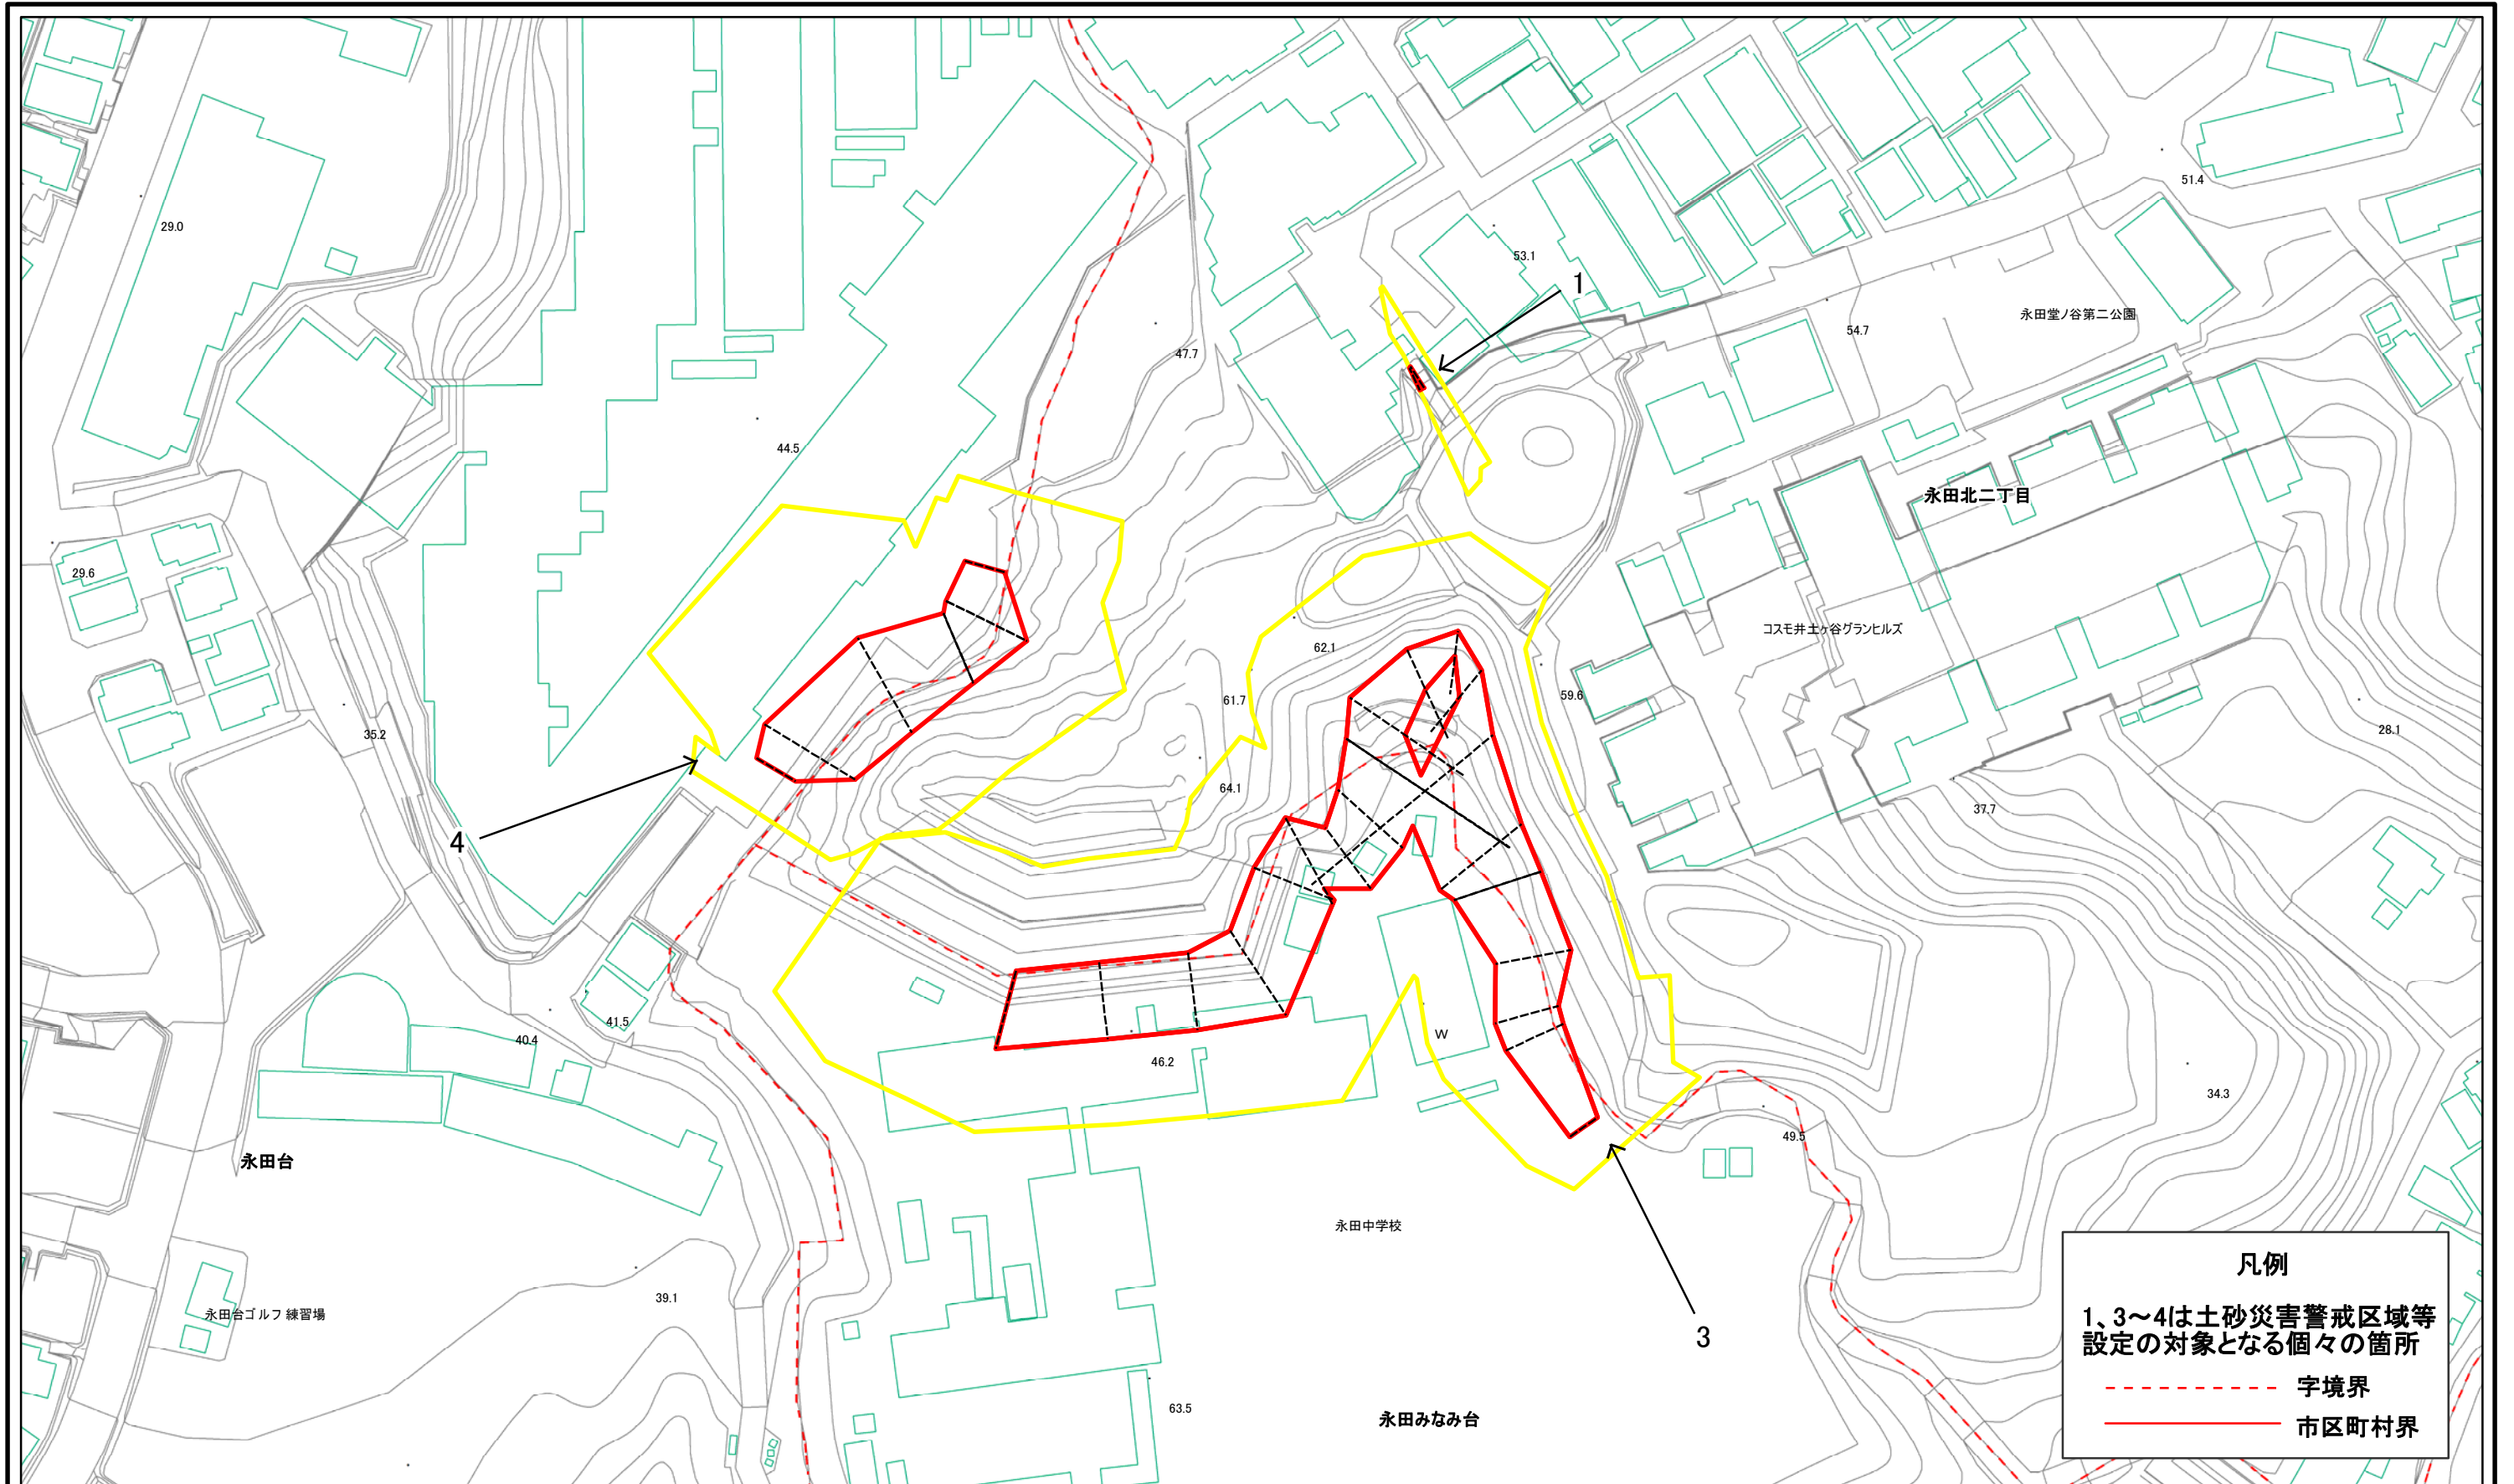 29.0
51.4
53.1
1
永田堂ノ谷第二公園
54.7
47.7
44.5
永田北二丁目
29.6
コスモ井土ヶ谷グランヒルズ
62.1
59.6
61.7
28.1
35.2
64.1
37.7
4
41.5
40.4
W
46.2
34.3
49.5
永田台
永田中学校
39.1
永田台ゴルフ練習場
3
63.5
永田みなみ台
凡例
1、3~4は土砂災害警戒区域等
設定の対象となる個々の箇所
字境界
市区町村界